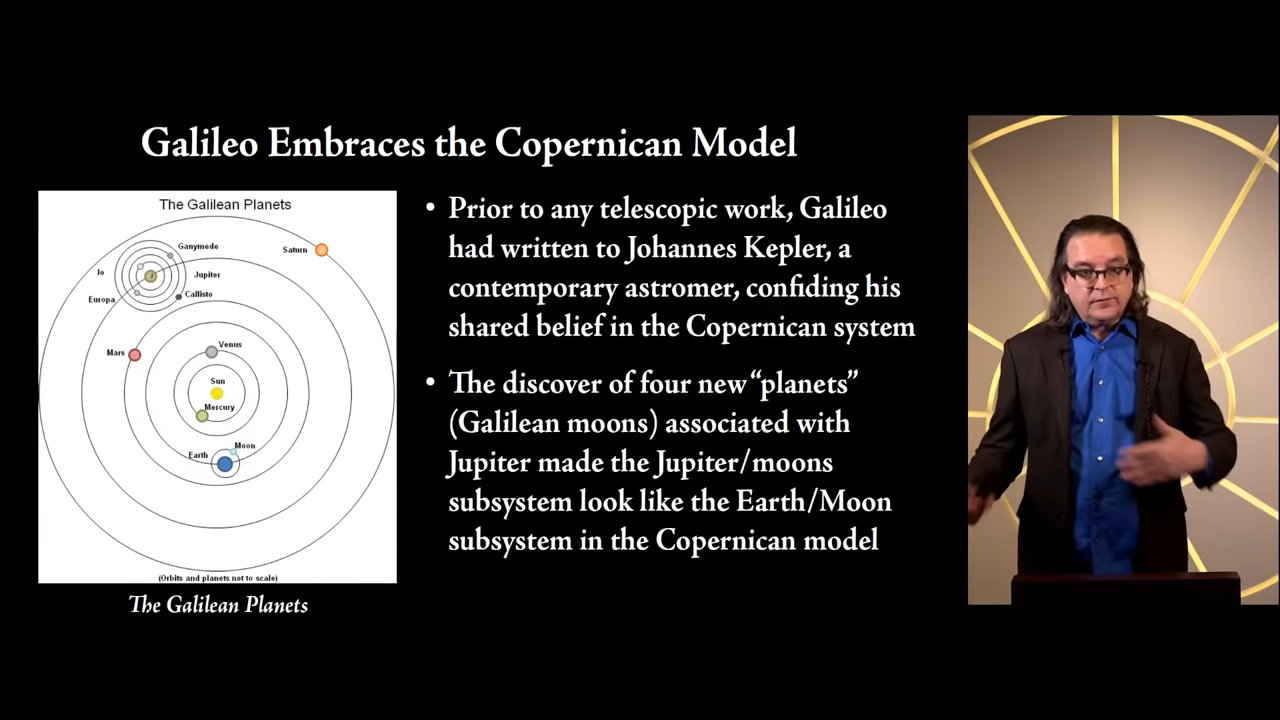 Galileo Embraces the Copernican Model
The Galilean Planets
Ganymede
Saturn
Io
Jupiter
Europa
Callisto
Mars
Venus
Sun
Mercury
Moon
Earth
(Orbits and planets not to scale)
The Galilean Planets
• Prior to any telescopic work, Galileo
had written to Johannes Kepler, a
contemporary astromer, confiding his
shared belief in the Copernican system
• The discover of four new “planets”
(Galilean moons) associated with
Jupiter made the Jupiter/moons
subsystem look like the Earth/Moon
subsystem in the Copernican model